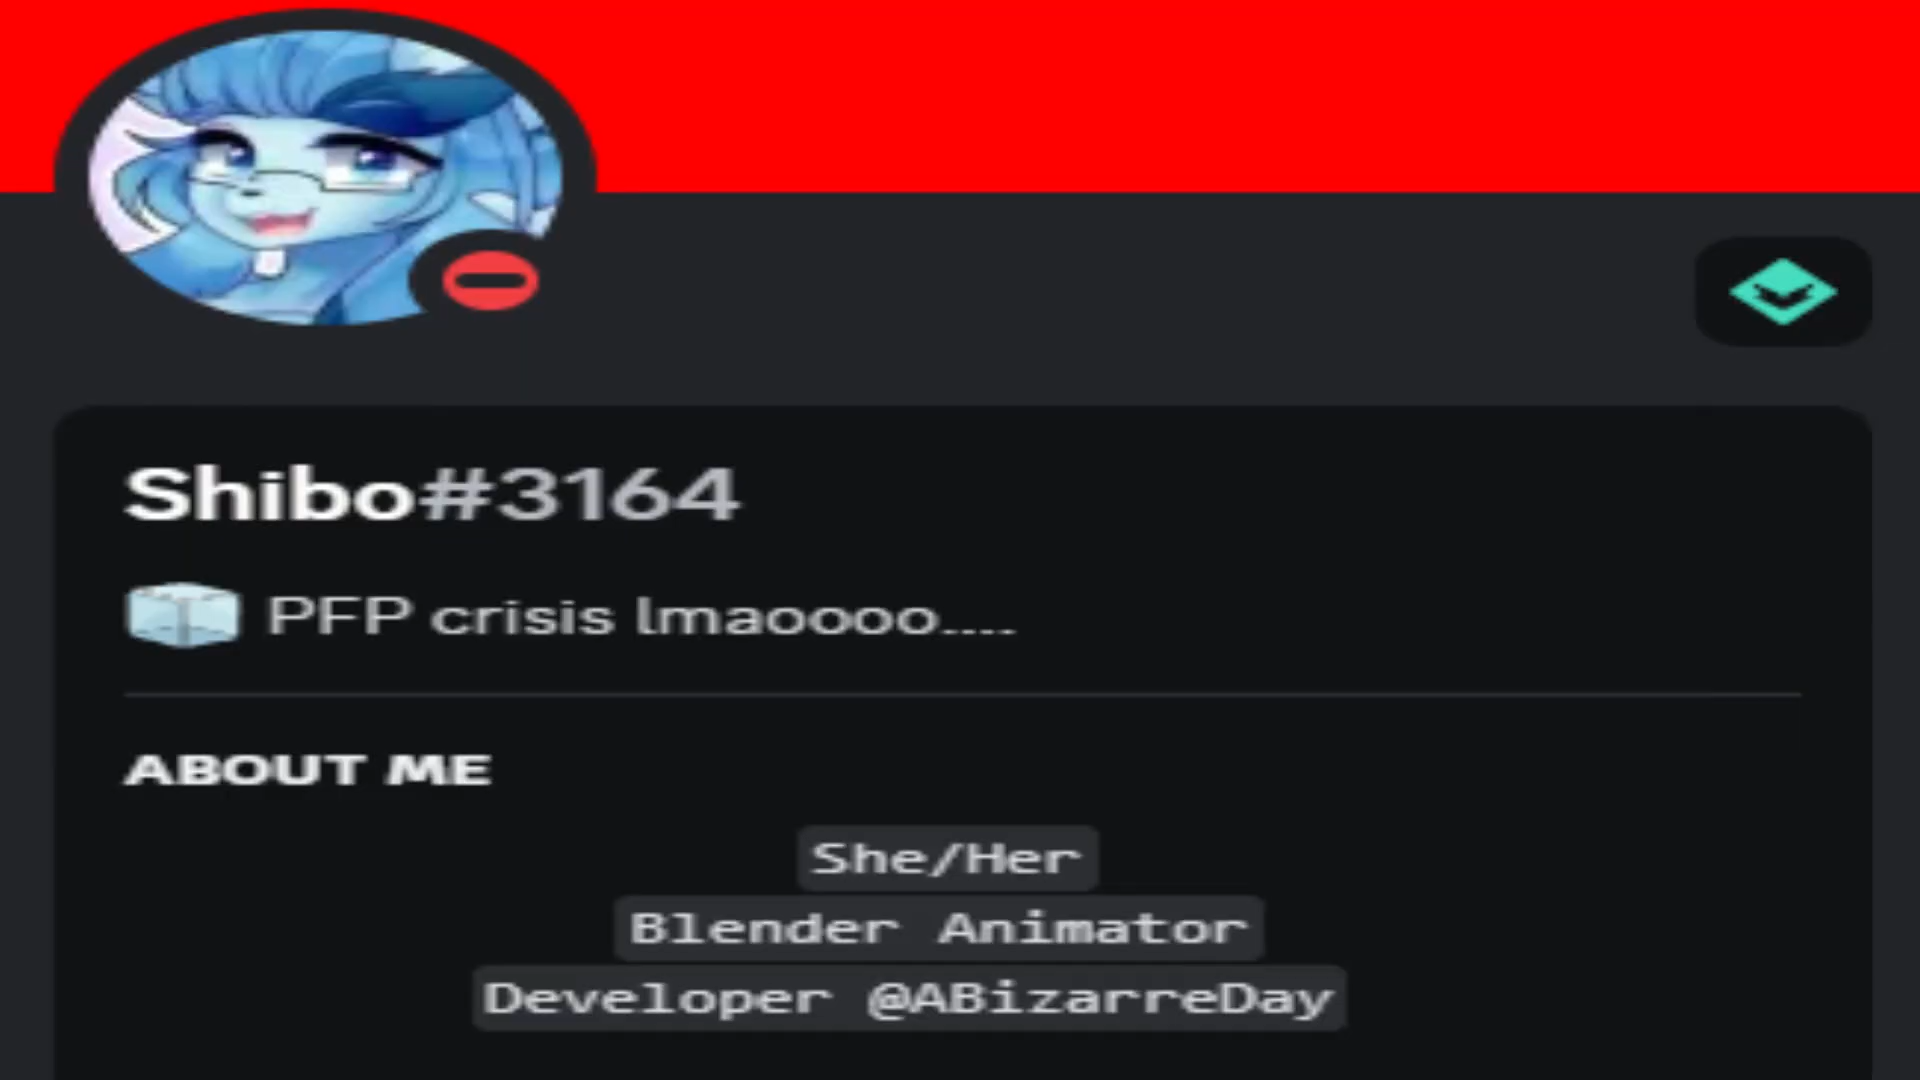 Shibo#3164
PFP crisis lmaoooo....
ABOUT ME
She/Her
Blender Animator
Developer @ABizarreDay